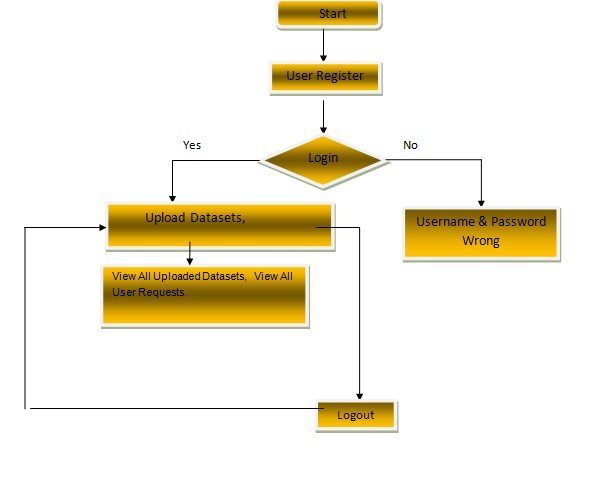 Start
User Register
Login
Yes
No
Upload Datasets,
Username & Password
Wrong
View All Uploaded Datasets, View All
User Requests.
Logout